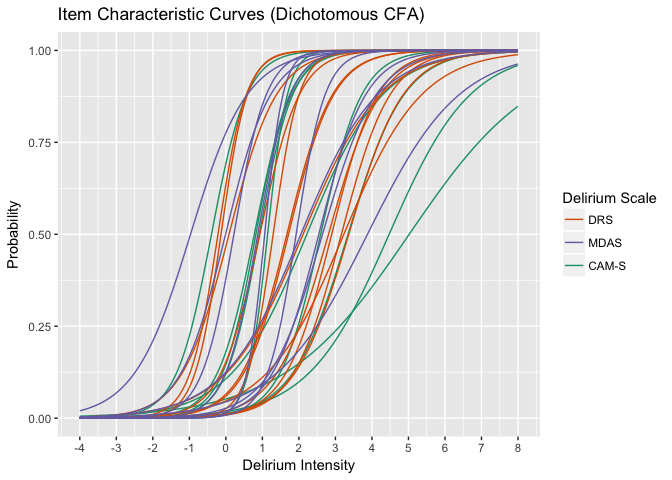 Item Characteristic Curves (Dichotomous CFA)
1.00
0.75
0.50
0.25
0.00
Probability
-4 -3 -2 -1 0 1 2 3 4 5 6 7 8
Delirium Intensity
Delirium Scale
DRS
MDAS
CAM-S